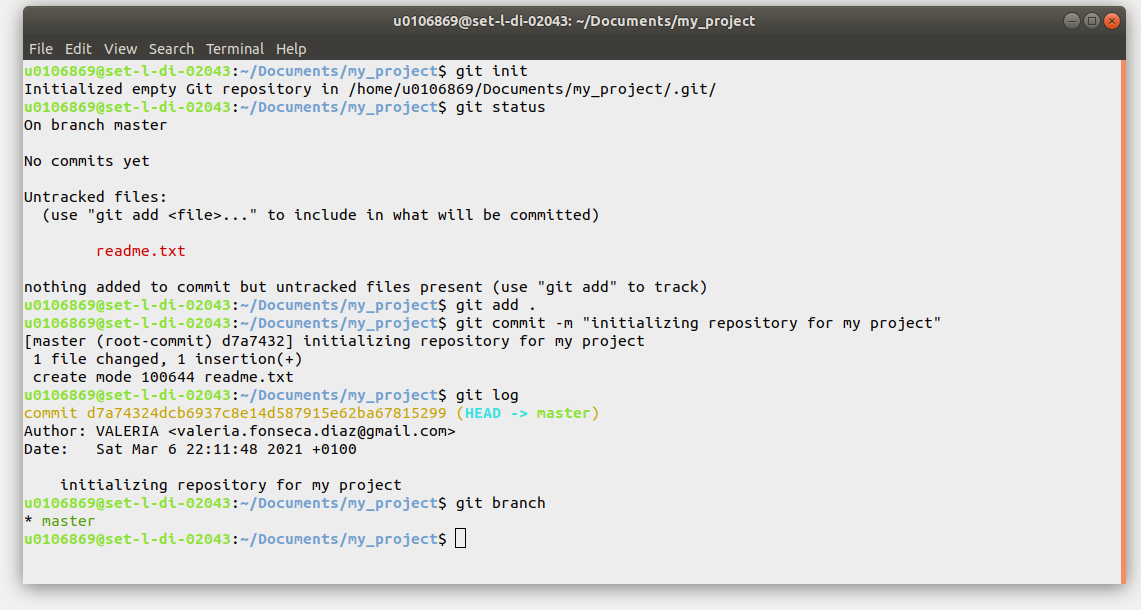 u0106869@set-l-di-02043: ~/Documents/my_project
File Edit View Search Terminal Help
u0106869@set-l-di-02043:~/Documents/my_project$ git init
Initialized empty Git repository in /home/u0106869/Documents/my_project/.git/
u0106869@set-l-di-02043:~/Documents/my_project$ git status
On branch master

No commits yet

Untracked files:
  (use "git add <file>..." to include in what will be committed)

        readme.txt

nothing added to commit but untracked files present (use "git add" to track)
u0106869@set-l-di-02043:~/Documents/my_project$ git add .
u0106869@set-l-di-02043:~/Documents/my_project$ git commit -m "initializing repository for my project"
[master (root-commit) d7a7432] initializing repository for my project
 1 file changed, 1 insertion(+)
 create mode 100644 readme.txt
u0106869@set-l-di-02043:~/Documents/my_project$ git log
commit d7a74324dcb6937c8e14d587915e62ba67815299 (HEAD -> master)
Author: VALERIA <valeria.fonseca.diaz@gmail.com>
Date:   Sat Mar 6 22:11:48 2021 +0100

    initializing repository for my project
u0106869@set-l-di-02043:~/Documents/my_project$ git branch
* master
u0106869@set-l-di-02043:~/Documents/my_project$